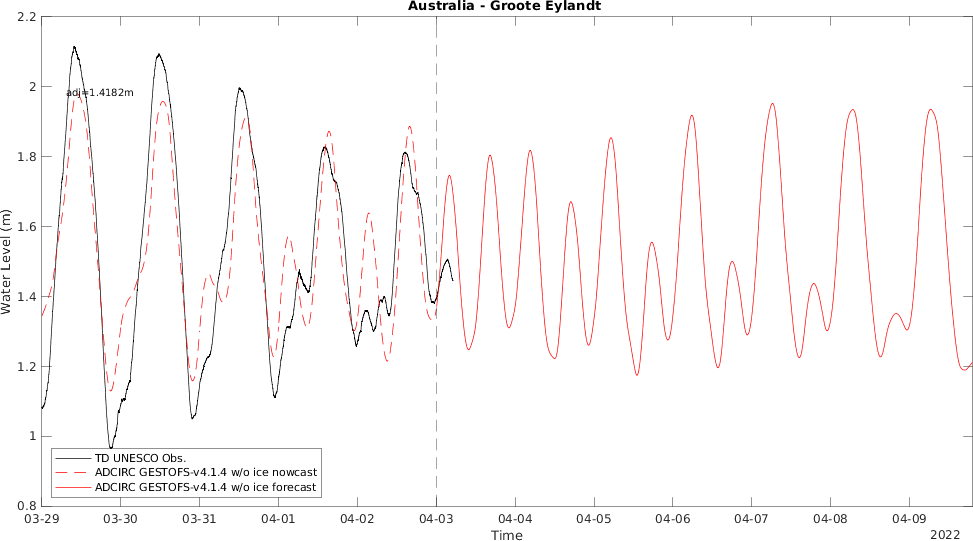 Australia - Groote Eylandt
2.2
2
1.8
1.6
1.4
1.2
1
0.8
Water Level (m)
adj=1.4182m
TD UNESCO Obs.
ADCIRC GESTOFS-v4.1.4 w/o ice nowcast
ADCIRC GESTOFS-v4.1.4 w/o ice forecast
03-29 03-30 03-31 04-01 04-02 04-03 04-04 04-05 04-06 04-07 04-08 04-09
Time
2022